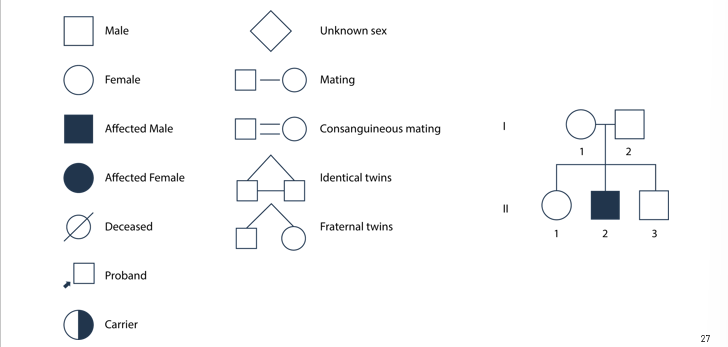 Male
Female
Affected Male
Affected Female
Deceased
Proband
Carrier
Unknown sex
Mating
Consanguineous mating
Identical twins
Fraternal twins
I
1 2
II
1 2 3
27